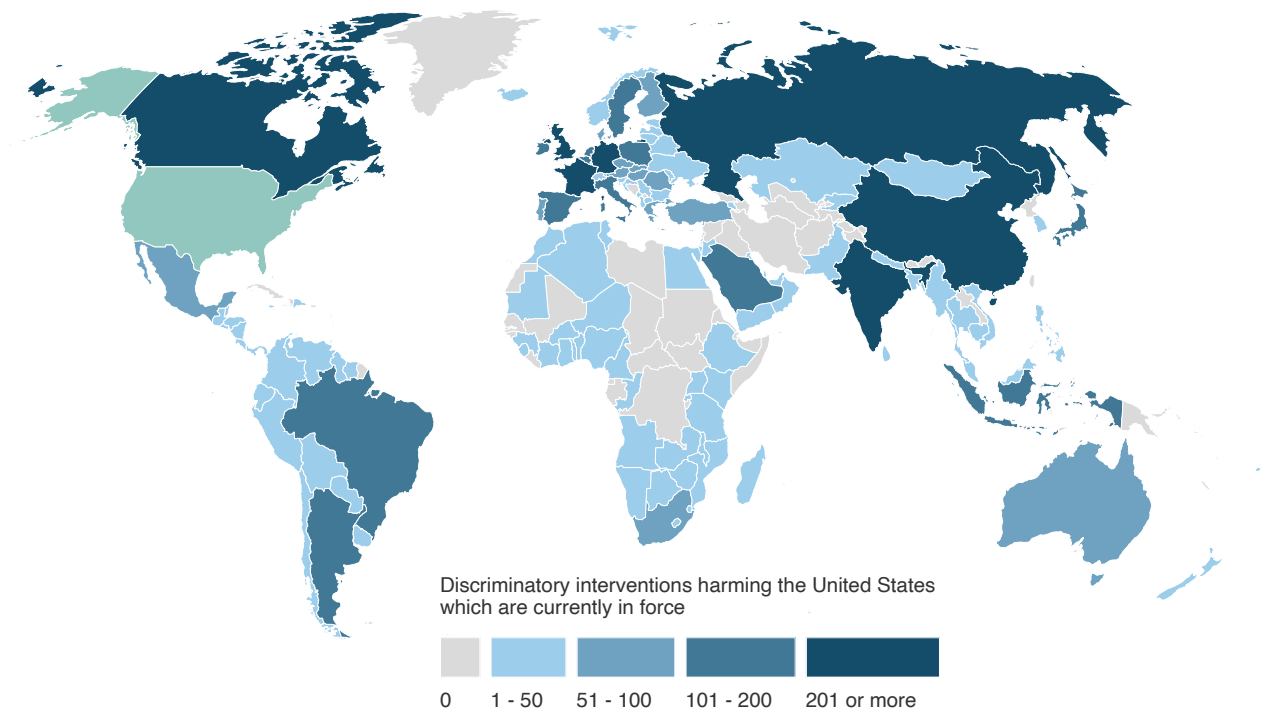 Discriminatory interventions harming the United States
which are currently in force
0
1 - 50
51 - 100
101 - 200
201 or more